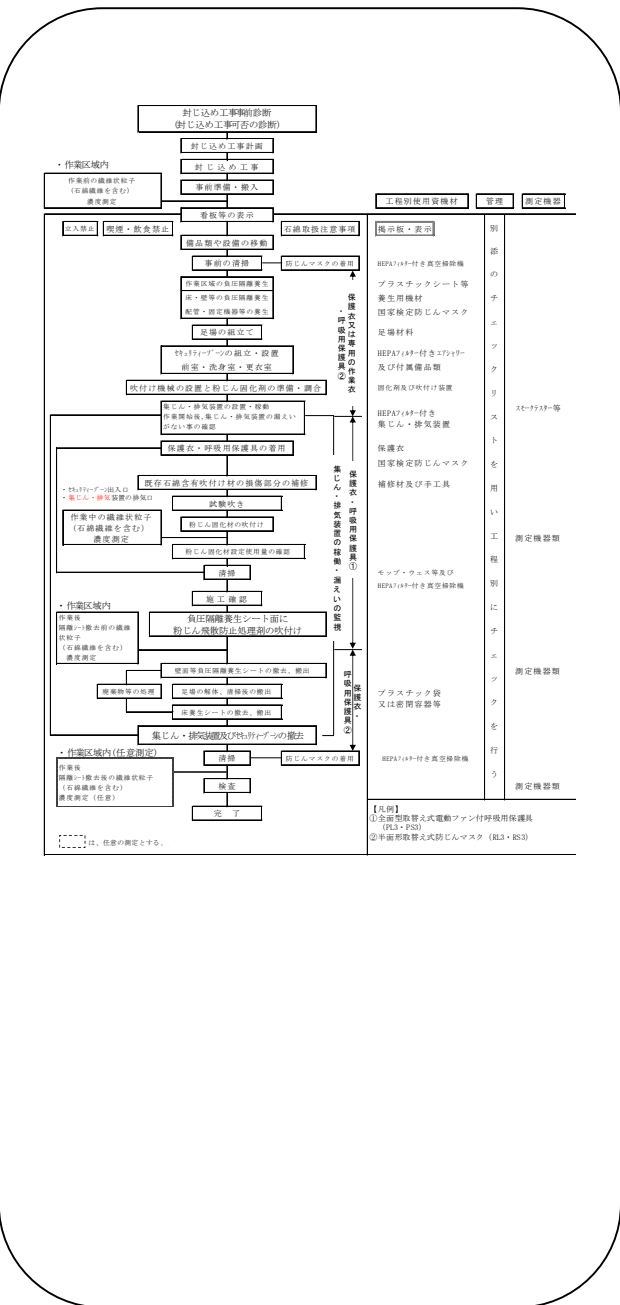 封じ込め工事事前診断
(封じ込め工事可否の診断)
封じ込め工事計画
・作業区域内
封じ込め工事
作業前の繊維状粒子
(石綿繊維を含む)
濃度測定
事前準備・搬入
工程別使用資機材
管理
測定機器
看板等の表示
立入禁止
喫煙・飲食禁止
石綿取扱注意事項
掲示板・表示
備品類や設備の移動
事前の清掃
防じんマスクの着用
HEPAフィルター付き真空掃除機
作業区域の負圧隔離養生
床・壁等の負圧隔離養生
配管・固定機器等の養生
プラスチックシート等
養生用機材
国家検定防じんマスク
足場の組立て
足場材料
セキュリティーゾーンの組立・設置
前室・洗身室・更衣室
HEPAフィルター付きエアシャワー
及び付属備品類
吹付け機械の設置と粉じん固化剤の準備・調合
固化剤及び吹付け装置
保護衣又は専用の作業衣
・呼吸用保護具②
集じん・排気装置の設置・稼動
作業開始後、集じん・排気装置の漏えい
がない事の確認
HEPAフィルター付き
集じん・排気装置
スモークテスター等
保護衣・呼吸用保護具の着用
保護衣
国家検定防じんマスク
既存石綿含有吹付け材の損傷部分の補修
補修材及び手工具
・セキュリティーゾーン出入口
・集じん・排気装置の排気口
試験吹き
作業中の繊維状粒子
(石綿繊維を含む)
濃度測定
粉じん固化材の吹付け
測定機器類
粉じん固化材設定使用量の確認
清掃
モップ・ウェス等及び
HEPAフィルター付き真空掃除機
保護衣・呼吸用保護具①
集じん・排気装置の稼働・漏えいの監視
施工確認
・作業区域内
作業後
隔離シート撤去前の繊維
状粒子
(石綿繊維を含む)
濃度測定
負圧隔離養生シート面に
粉じん飛散防止処理剤の吹付け
壁面等負圧隔離養生シートの撤去、搬出
測定機器類
廃棄物等の処理
足場の解体、清掃後の搬出
プラスチック袋
又は密閉容器等
床養生シートの撤去、搬出
保護衣・
呼吸用保護具②
集じん・排気装置及びセキュリティーゾーンの撤去
・作業区域内(任意測定)
清掃
防じんマスクの着用
HEPAフィルター付き真空掃除機
作業後
隔離シート撤去後の繊維状粒子
(石綿繊維を含む)
濃度測定(任意)
検査
測定機器類
完了
別添のチェックリストを用い工程別にチェックを行う
【凡例】
①全面型取替え式電動ファン付呼吸用保護具
(PL3・PS3)
②半面形取替え式防じんマスク(RL3・RS3)
は、任意の測定とする。